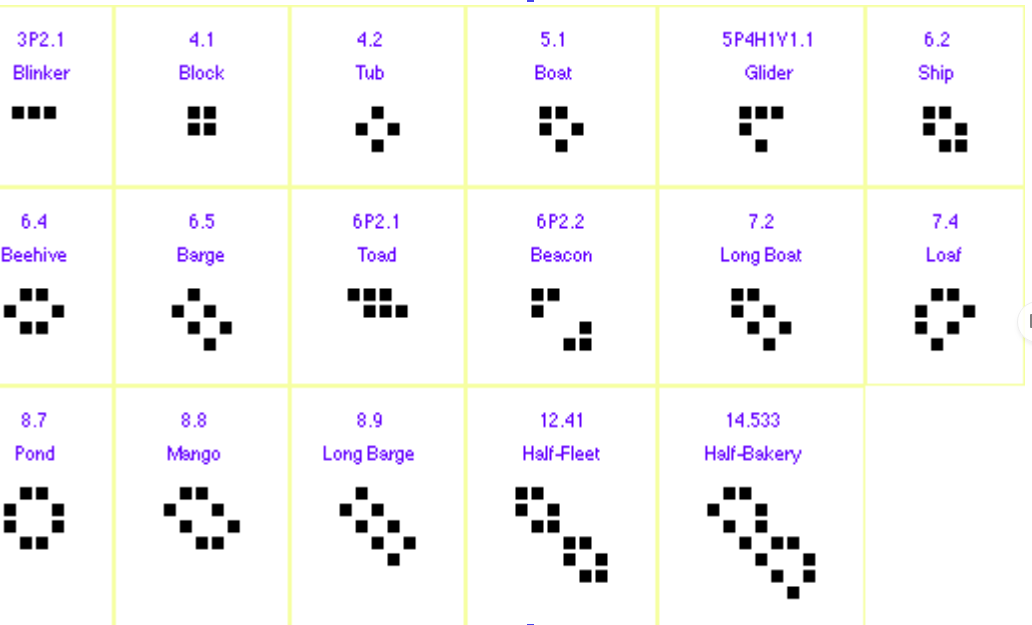 3P2.1
Blinker
4.1
Block
4.2
Tub
5.1
Boat
5P4H1V1.1
Glider
6.2
Ship
6.4
Beehive
6.5
Barge
6P2.1
Toad
6P2.2
Beacon
7.2
Long Boat
7.4
Loaf
8.7
Pond
8.8
Mango
8.9
Long Barge
12.41
Half-Fleet
14.533
Half-Bakery